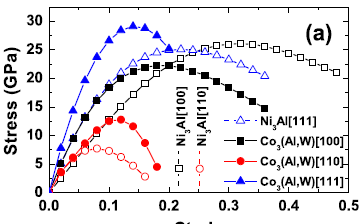 (a)
Stress (GPa)
30
25
20
15
10
5
0
0.0 0.1 0.2 0.3 0.4 0.5
Ni3Al[100]
Ni3Al[110]
Ni3Al[111]
Co3(Al,W)[100]
Co3(Al,W)[110]
Co3(Al,W)[111]